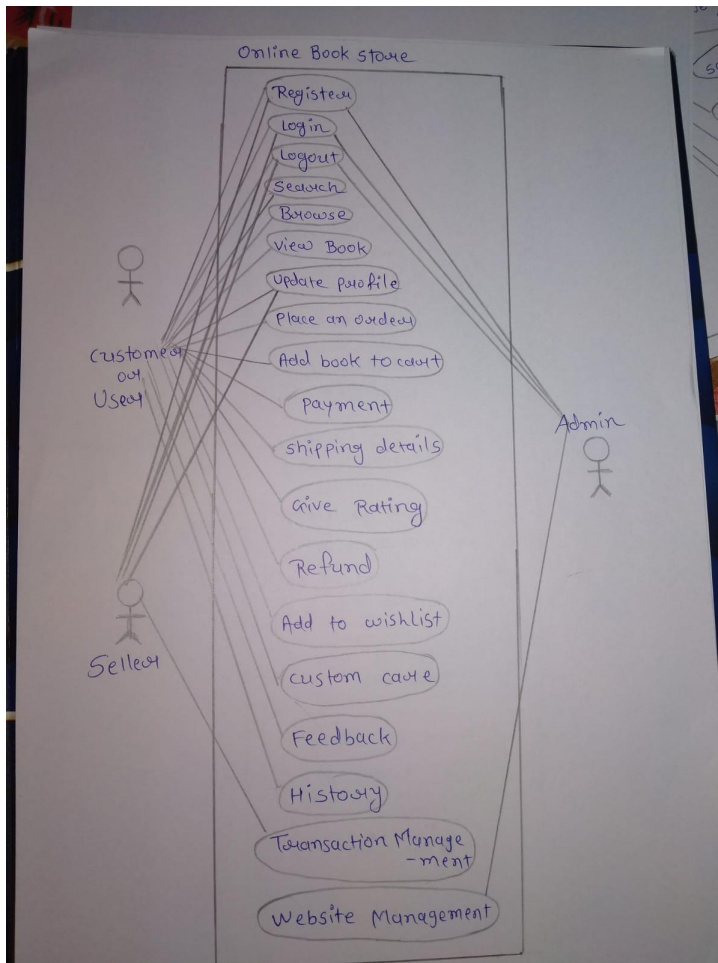 Online Book store
Register
Login
Logout
Search
Browse
View Book
Update profile
Place an order
Customer
or
User
Add book to cart
Payment
Admin
shipping details
Give Rating
Refund
Add to wishlist
Seller
custom care
Feedback
History
Transaction Manage
-ment
Website Management